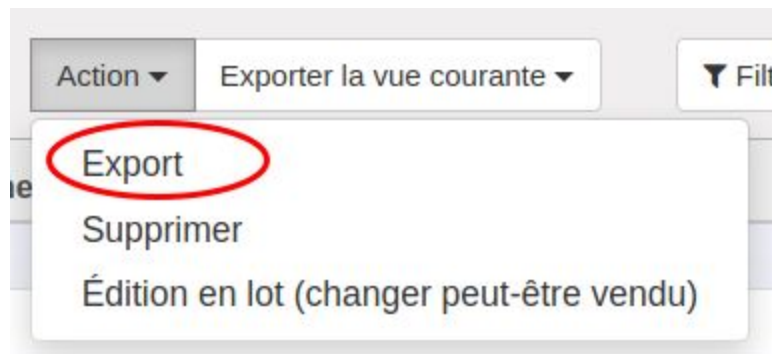 Action Exporter la vue courante Filt
Export
Supprimer
Édition en lot (changer peut-être vendu)